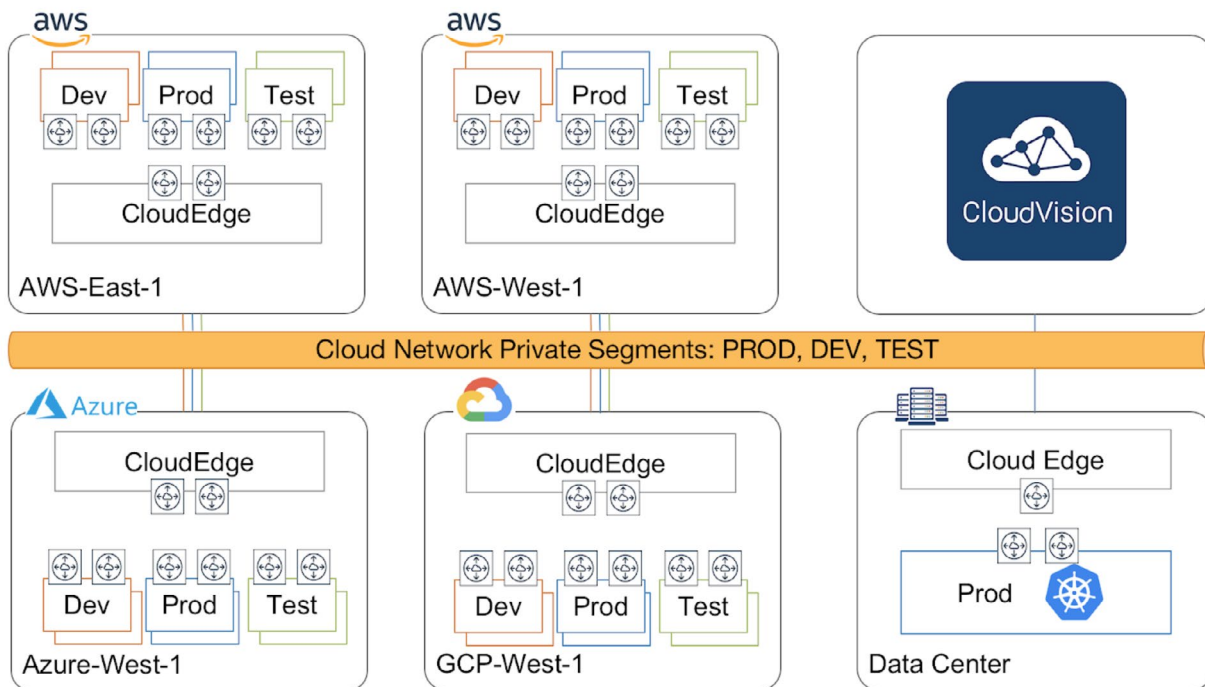 aws
Dev
Prod
Test
CloudEdge
AWS-East-1
aws
Dev
Prod
Test
CloudEdge
AWS-West-1
CloudVision
Cloud Network Private Segments: PROD, DEV, TEST
Azure
CloudEdge
Dev
Prod
Test
Azure-West-1
CloudEdge
Dev
Prod
Test
GCP-West-1
Cloud Edge
Prod
Data Center